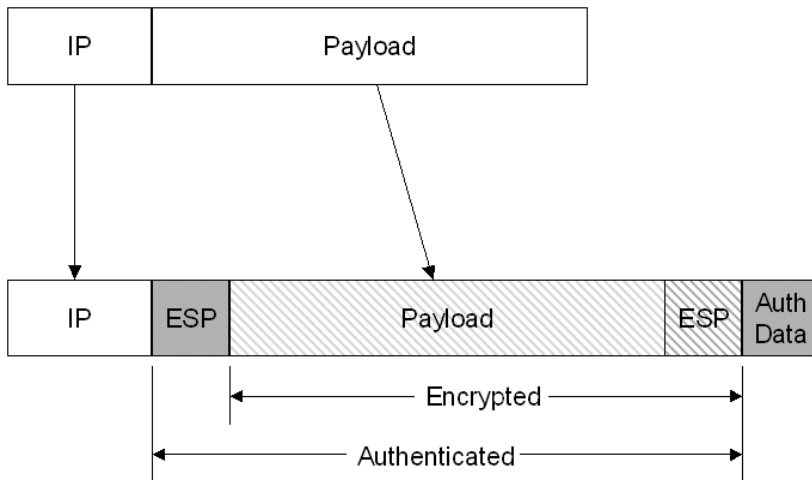 IP Payload
IP ESP Payload ESP Auth
Data
Encrypted
Authenticated